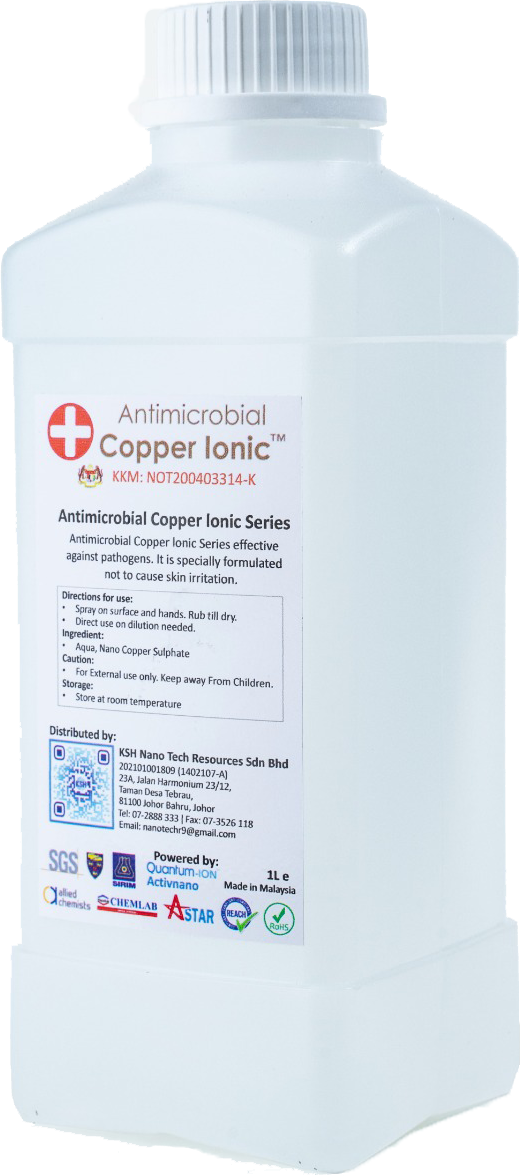 Antimicrobial
Copper Ionic™
KKM: NOT200403314-K
Antimicrobial Copper Ionic Series
Antimicrobial Copper Ionic Series effective
against pathogens. It is specially formulated
not to cause skin irritation.
Directions for use:
• Spray on surface and hands. Rub till dry.
• Direct use on dilution needed.
Ingredient:
• Aqua, Nano Copper Sulphate
Caution:
• For External use only. Keep away From Children.
Storage:
• Store at room temperature
Distributed by:
KSH
KSH Nano Tech Resources Sdn Bhd
202101001809 (1402107-A)
23A, Jalan Harmonium 23/12,
Taman Desa Tebrau,
81100 Johor Bahru, Johor
Tel: 07-2888 333 | Fax: 07-3526 118
Email: nanotechr9@gmail.com
Powered by:
SGS SIRIM Quantum-ION
Activnano
1L e
Made in Malaysia
allied
chemists
CHEMLAB
ASTAR
REACH
RoHS